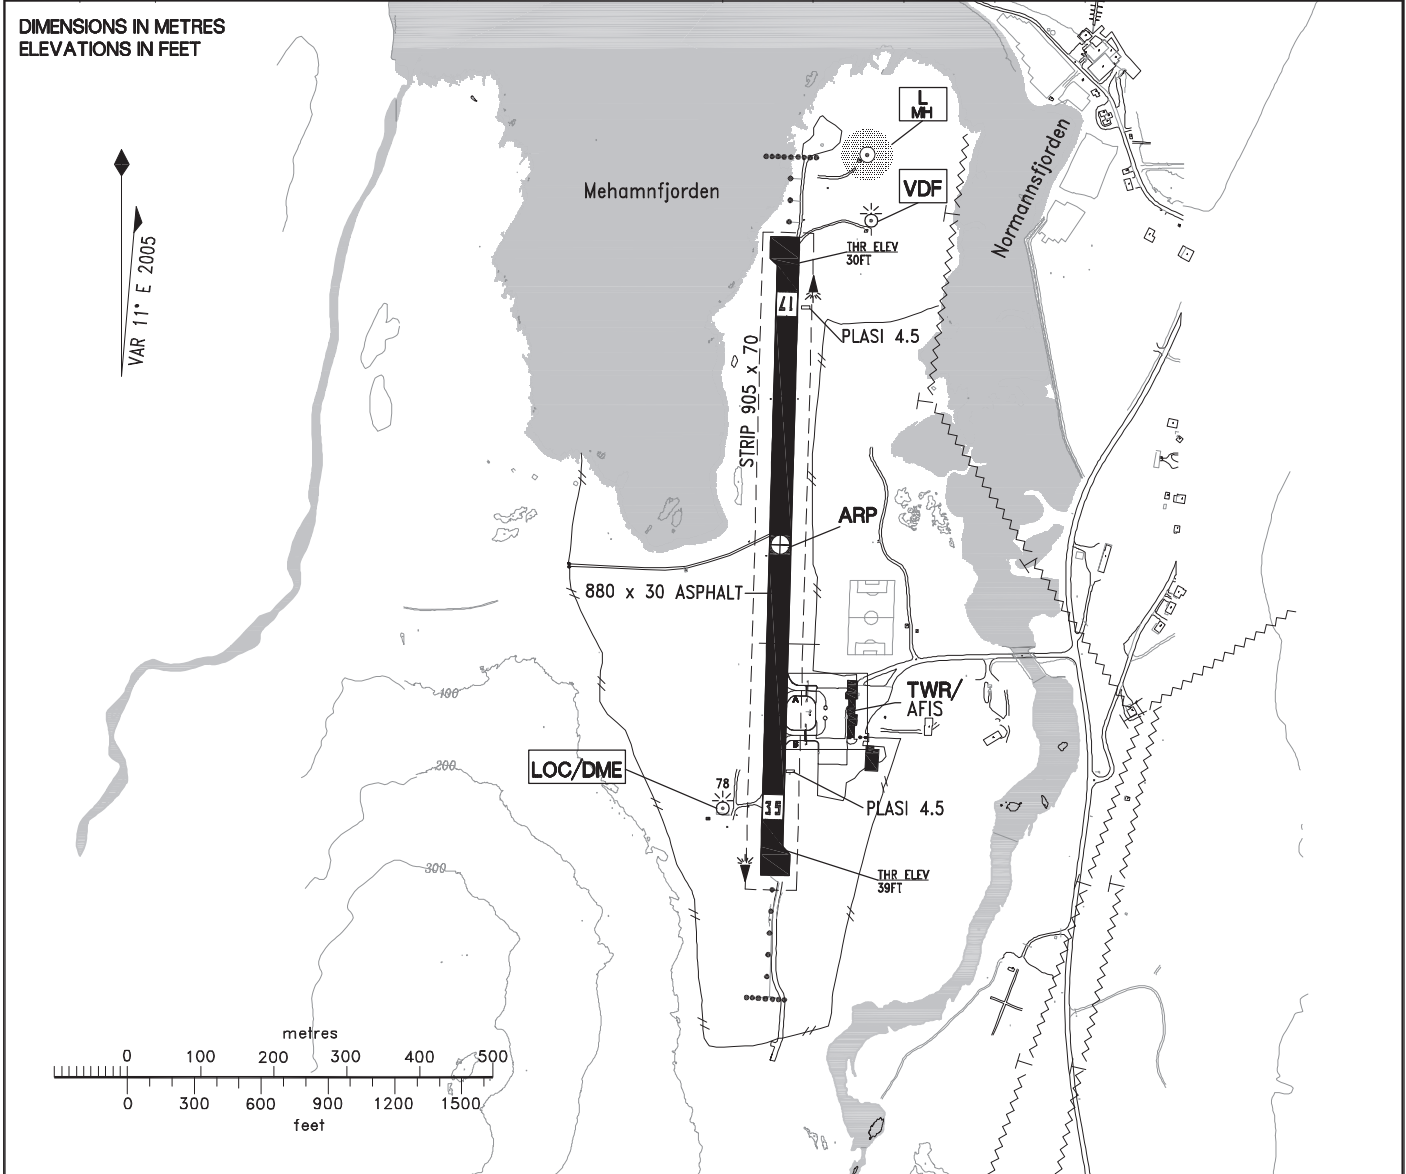 DIMENSIONS IN METRES
ELEVATIONS IN FEET
L
MH
Mehamnfjorden
VDF
Normannsfjorden
VAR 11° E 2005
THR ELEV
30FT
17
PLASI 4.5
STRIP 905 x 70
ARP
880 x 30 ASPHALT
100
TWR/
AFIS
A
B
200
LOC/DME
78
35
PLASI 4.5
300
THR ELEV
39FT
metres
0 100 200 300 400 500
0 300 600 900 1200 1500
feet